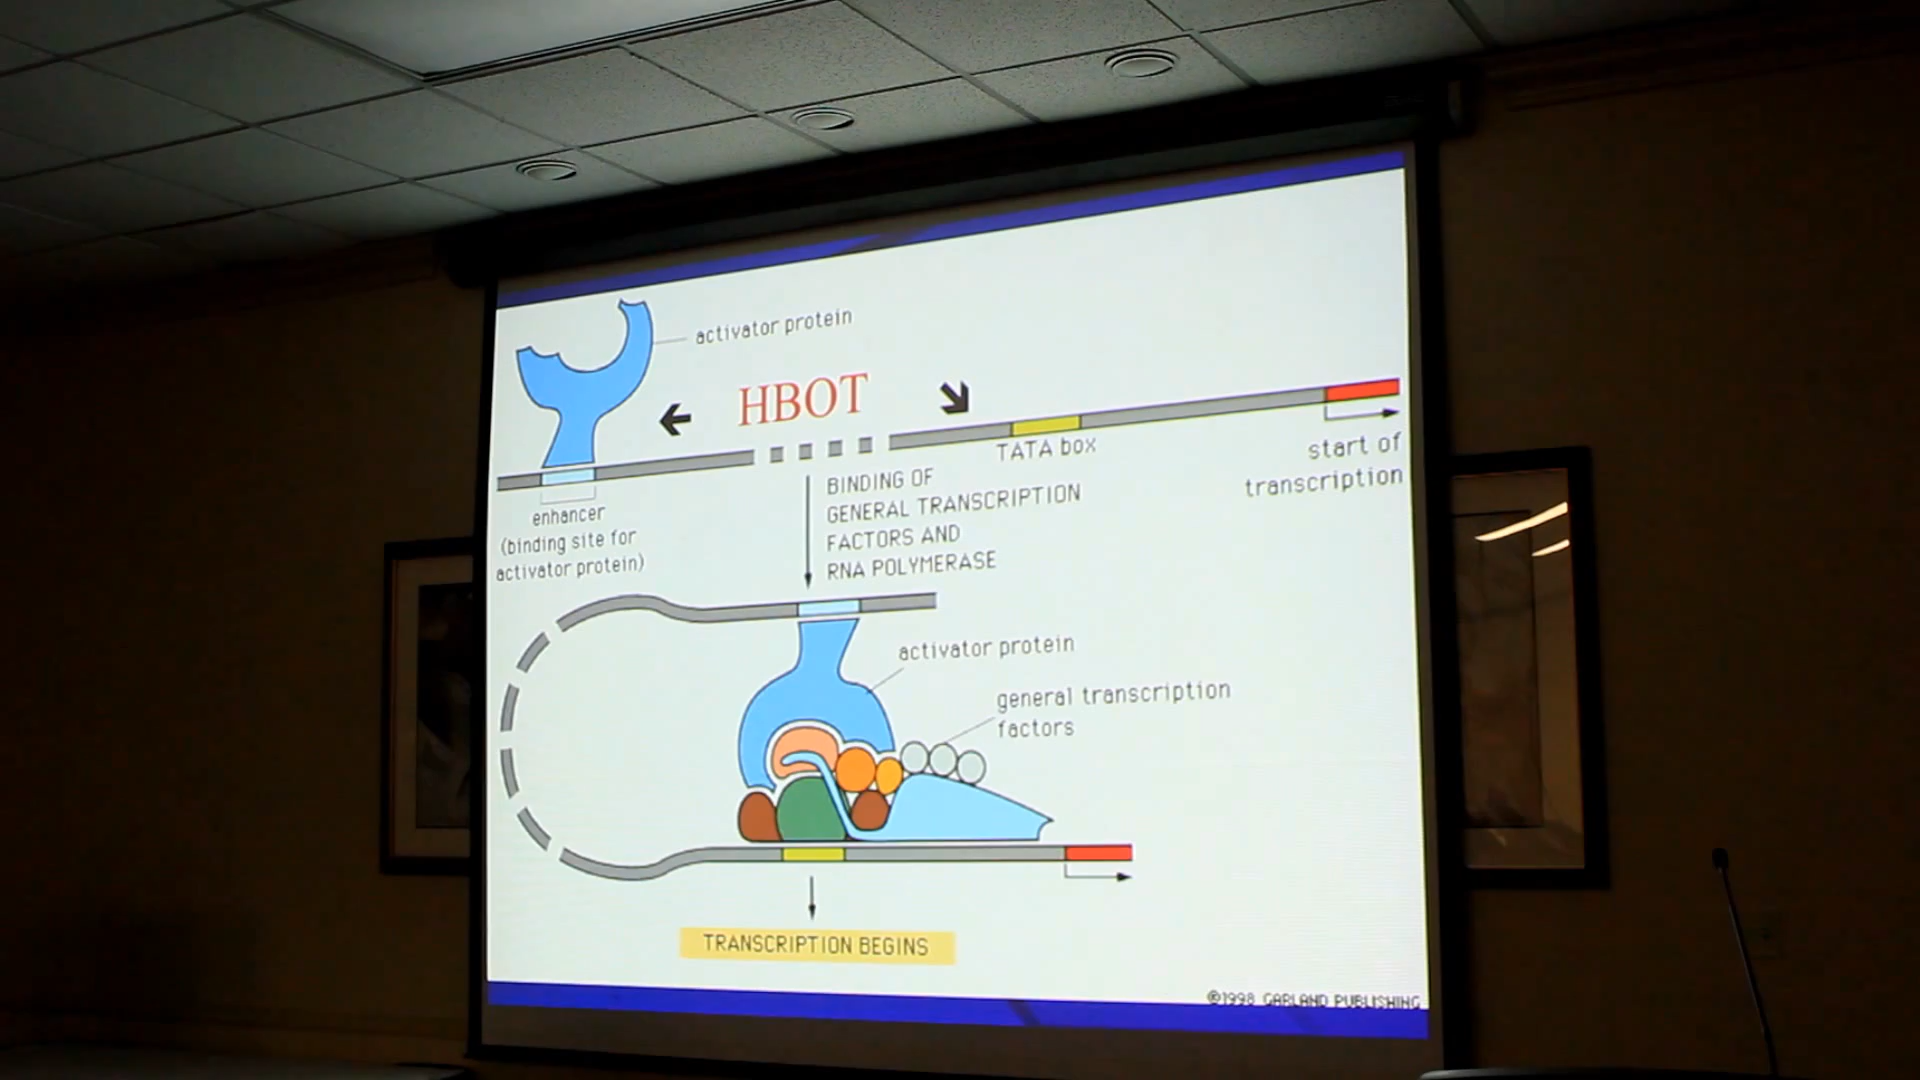 activator protein
HBOT
TATA box
start of
transcription
enhancer
(binding site for
activator protein)
BINDING OF
GENERAL TRANSCRIPTION
FACTORS AND
RNA POLYMERASE
activator protein
general transcription
factors
TRANSCRIPTION BEGINS
©1998 GARLAND PUBLISHING